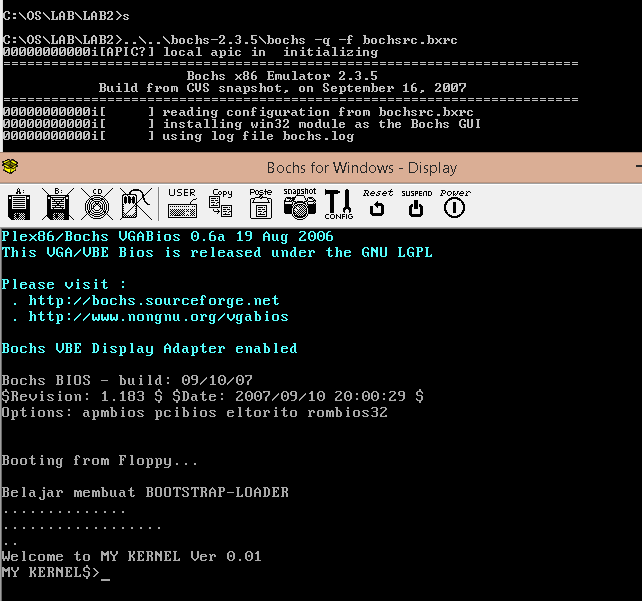 C:\OS\LAB\LAB2>s
C:\OS\LAB\LAB2>..\..\bochs-2.3.5\bochs -q -f bochsrc.bxrc
00000000000i[APIC?] local apic in  initializing
========================================================================
Bochs x86 Emulator 2.3.5
Build from CVS snapshot, on September 16, 2007
========================================================================
00000000000i[     ] reading configuration from bochsrc.bxrc
00000000000i[     ] installing win32 module as the Bochs GUI
00000000000i[     ] using log file bochs.log
Bochs for Windows - Display
A: B: CD USER Copy Paste snapshot CONFIG Reset SUSPEND Power
Plex86/Bochs VGABios 0.6a 19 Aug 2006
This VGA/VBE Bios is released under the GNU LGPL
Please visit :
. http://bochs.sourceforge.net
. http://www.nongnu.org/vgabios
Bochs VBE Display Adapter enabled
Bochs BIOS - build: 09/10/07
$Revision: 1.183 $ $Date: 2007/09/10 20:00:29 $
Options: apmbios pcibios eltorito rombios32
Booting from Floppy...
Belajar membuat BOOTSTRAP-LOADER
..............
..................
..
Welcome to MY KERNEL Ver 0.01
MY KERNEL$>_